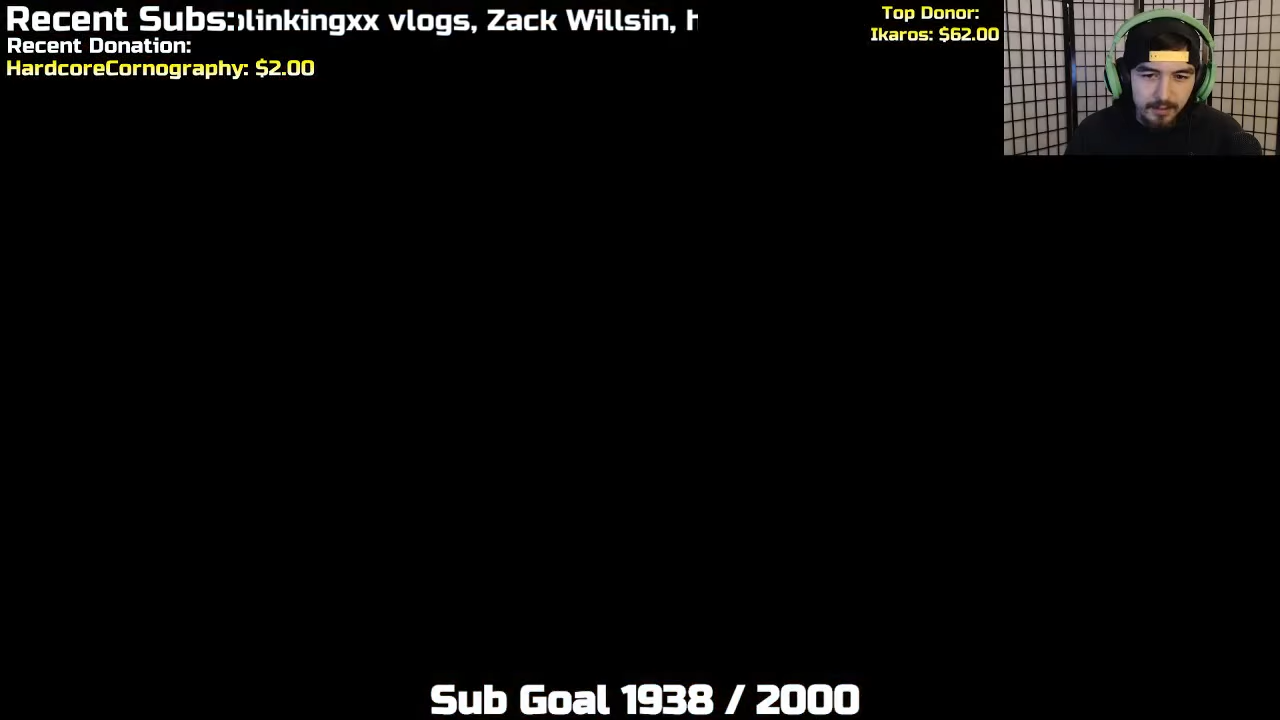 Recent Subs: vlogs, Zack Willsin,
Recent Donation:
HardcoreCornography: $2.00
Top Donor:
Ikaros: $62.00
Sub Goal 1938 / 2000